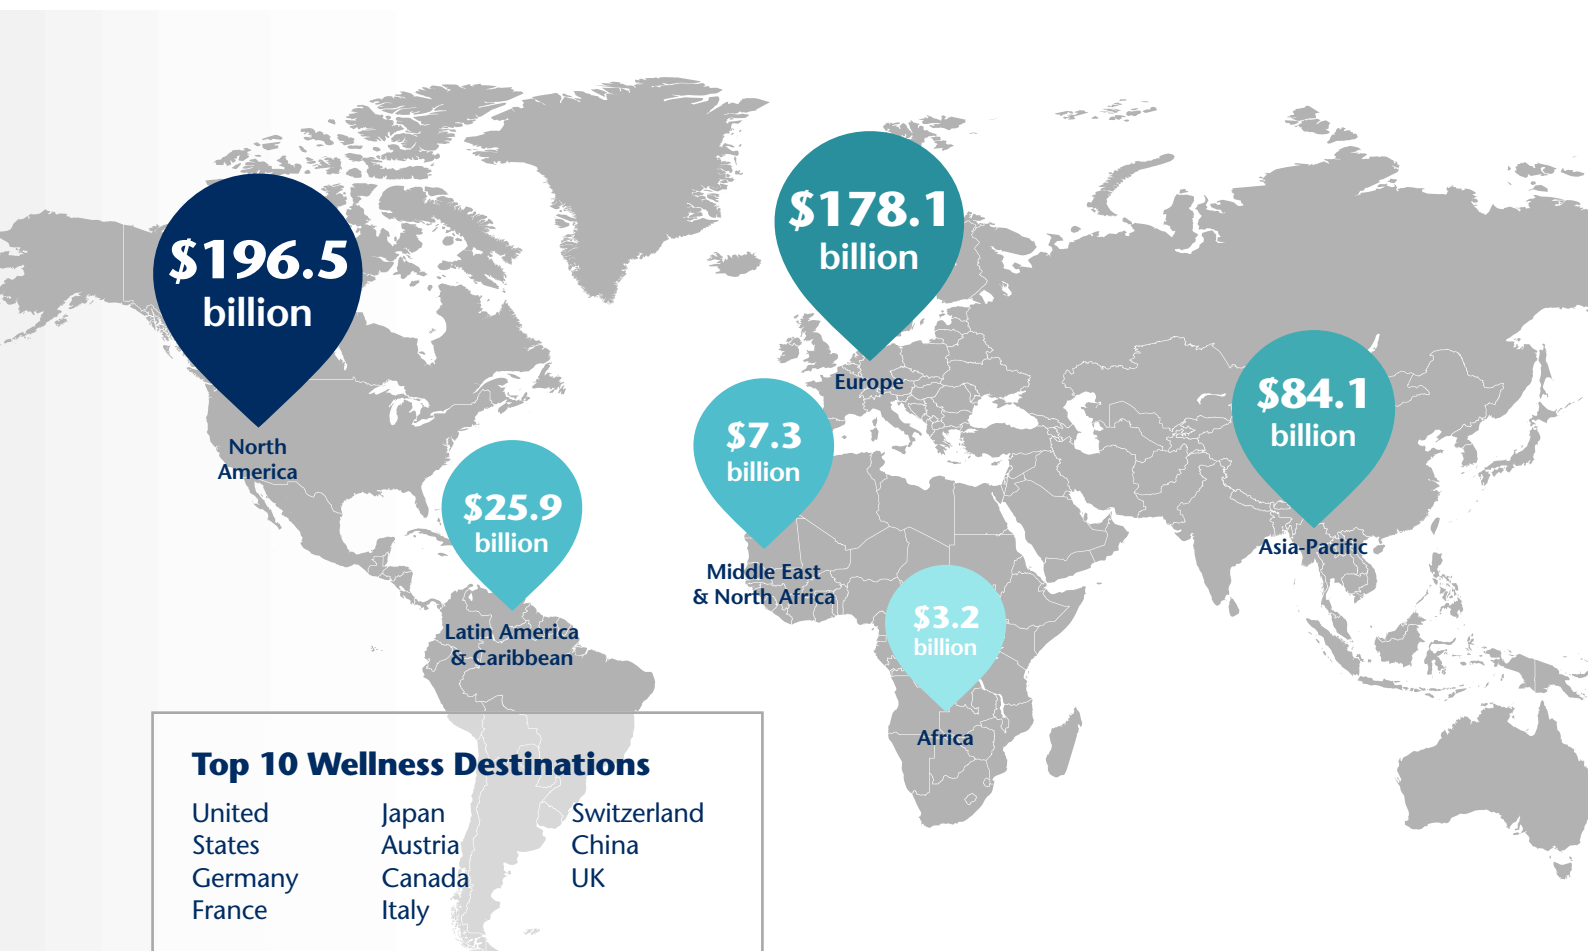 $196.5
billion
North
America
$178.1
billion
Europe
$84.1
billion
Asia-Pacific
$7.3
billion
Middle East
& North Africa
$25.9
billion
Latin America
& Caribbean
$3.2
billion
Africa
Top 10 Wellness Destinations
United
States
Germany
France
Japan
Austria
Canada
Italy
Switzerland
China
UK